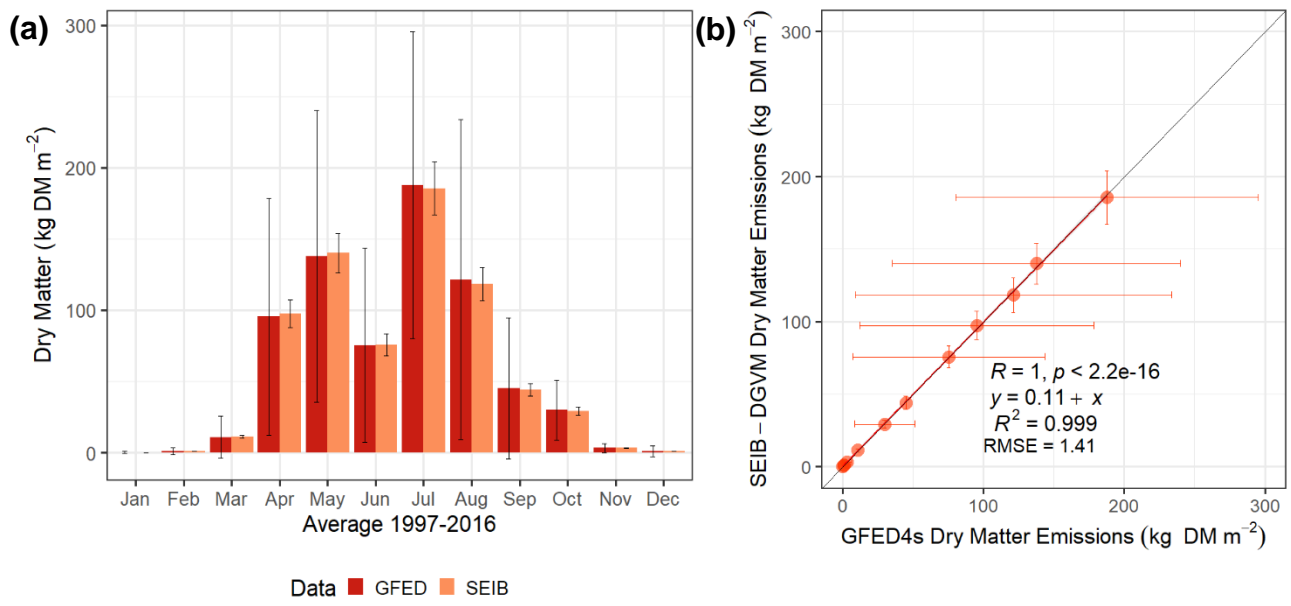 (a)
300
200
100
0
Dry Matter (kg DM m⁻²)
Jan Feb Mar Apr May Jun Jul Aug Sep Oct Nov Dec
Average 1997-2016
Data GFED SEIB
(b)
300
200
100
0
SEIB – DGVM Dry Matter Emissions (kg DM m⁻²)
R = 1, p < 2.2e-16
y = 0.11 + x
R² = 0.999
RMSE = 1.41
0 100 200 300
GFED4s Dry Matter Emissions (kg DM m⁻²)